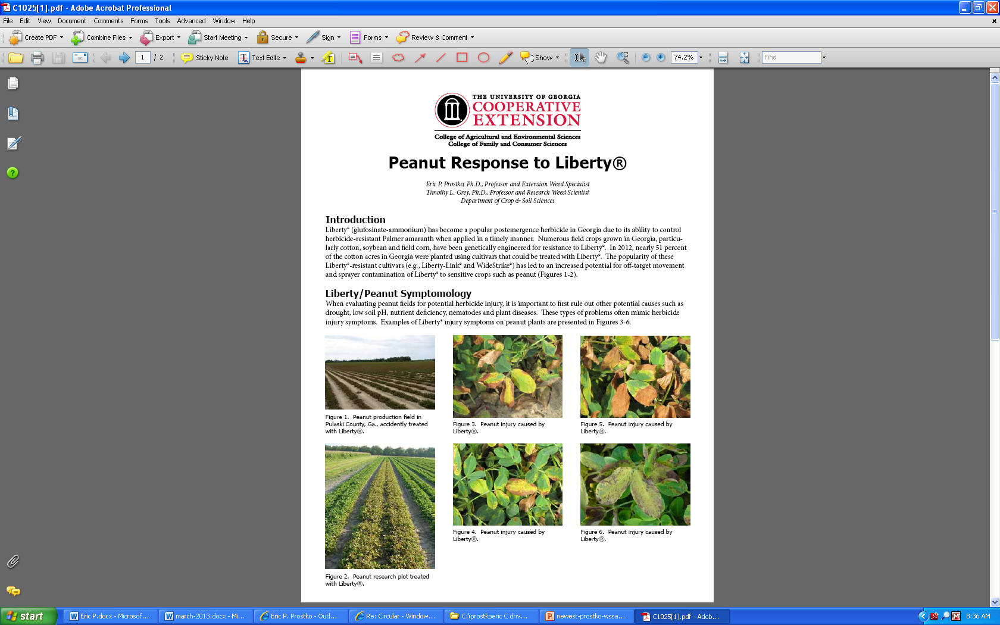 C1025[1].pdf - Adobe Acrobat Professional
File Edit View Document Comments Forms Tools Advanced Window Help
Create PDF Combine Files Export Start Meeting Secure Sign Forms Review & Comment
1 / 2 Sticky Note Text Edits Show 74.2% Find
THE UNIVERSITY OF GEORGIA
COOPERATIVE
EXTENSION
College of Agricultural and Environmental Sciences
College of Family and Consumer Sciences
Peanut Response to Liberty®
Eric P. Prostko, Ph.D., Professor and Extension Weed Specialist
Timothy L. Grey, Ph.D., Professor and Research Weed Scientist
Department of Crop & Soil Sciences
Introduction
Liberty® (glufosinate-ammonium) has become a popular postemergence herbicide in Georgia due to its ability to control
herbicide-resistant Palmer amaranth when applied in a timely manner. Numerous field crops grown in Georgia, particu-
larly cotton, soybean and field corn, have been genetically engineered for resistance to Liberty®. In 2012, nearly 51 percent
of the cotton acres in Georgia were planted using cultivars that could be treated with Liberty®. The popularity of these
Liberty®-resistant cultivars (e.g., Liberty-Link® and WideStrike®) has led to an increased potential for off-target movement
and sprayer contamination of Liberty® to sensitive crops such as peanut (Figures 1-2).
Liberty/Peanut Symptomology
When evaluating peanut fields for potential herbicide injury, it is important to first rule out other potential causes such as
drought, low soil pH, nutrient deficiency, nematodes and plant diseases. These types of problems often mimic herbicide
injury symptoms. Examples of Liberty® injury symptoms on peanut plants are presented in Figures 3-6.
Figure 1. Peanut production field in
Pulaski County, Ga., accidently treated
with Liberty®.
Figure 3. Peanut injury caused by
Liberty®.
Figure 5. Peanut injury caused by
Liberty®.
Figure 4. Peanut injury caused by
Liberty®.
Figure 6. Peanut injury caused by
Liberty®.
Figure 2. Peanut research plot treated
with Liberty®.
start Eric P.docx - Microsof... march-2013.docx - Mi... Eric P. Prostko - Outl... Re: Circular - Window... C:\prostkoeric C driv... newest-prostko-wssa... C1025[1].pdf - Adob... 8:36 AM